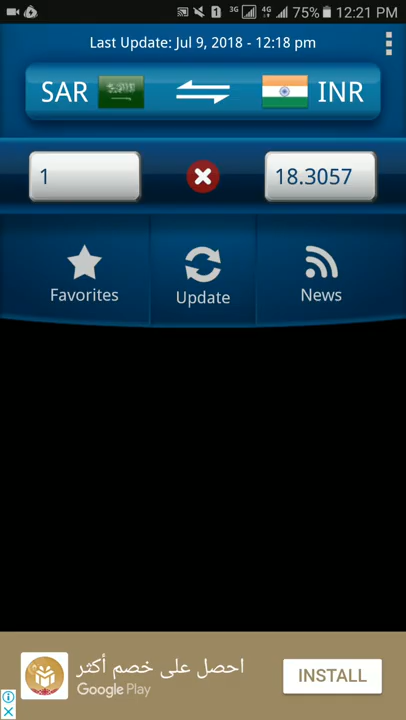 3G 4G 75% 12:21 PM
Last Update: Jul 9, 2018 - 12:18 pm
SAR INR
1 18.3057
Favorites Update News
احصل على خصم أكثر
Google Play
INSTALL